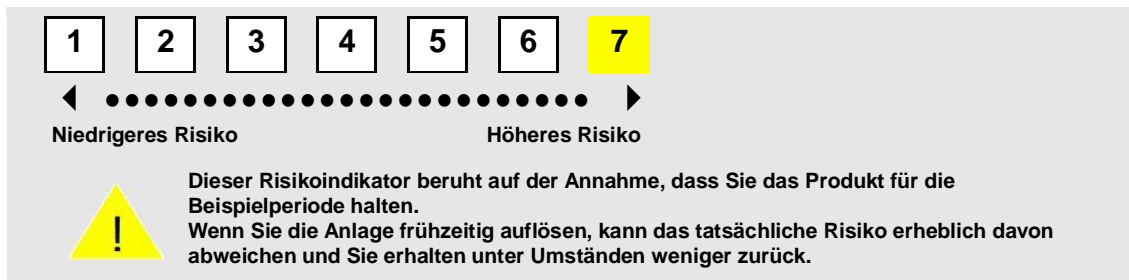 1 2 3 4 5 6 7
Niedrigeres Risiko Höheres Risiko
Dieser Risikoindikator beruht auf der Annahme, dass Sie das Produkt für die
Beispielperiode halten.
Wenn Sie die Anlage frühzeitig auflösen, kann das tatsächliche Risiko erheblich davon
abweichen und Sie erhalten unter Umständen weniger zurück.
!